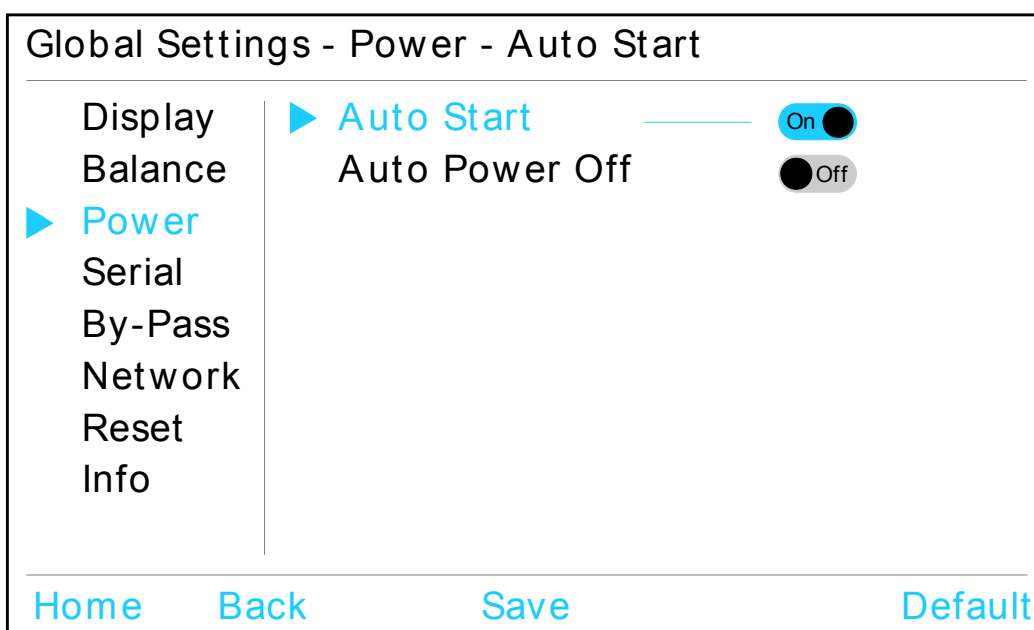 Global Settings - Power - Auto Start
Display
Balance
Power
Serial
By-Pass
Network
Reset
Info
Auto Start On
Auto Power Off Off
Home Back Save Default